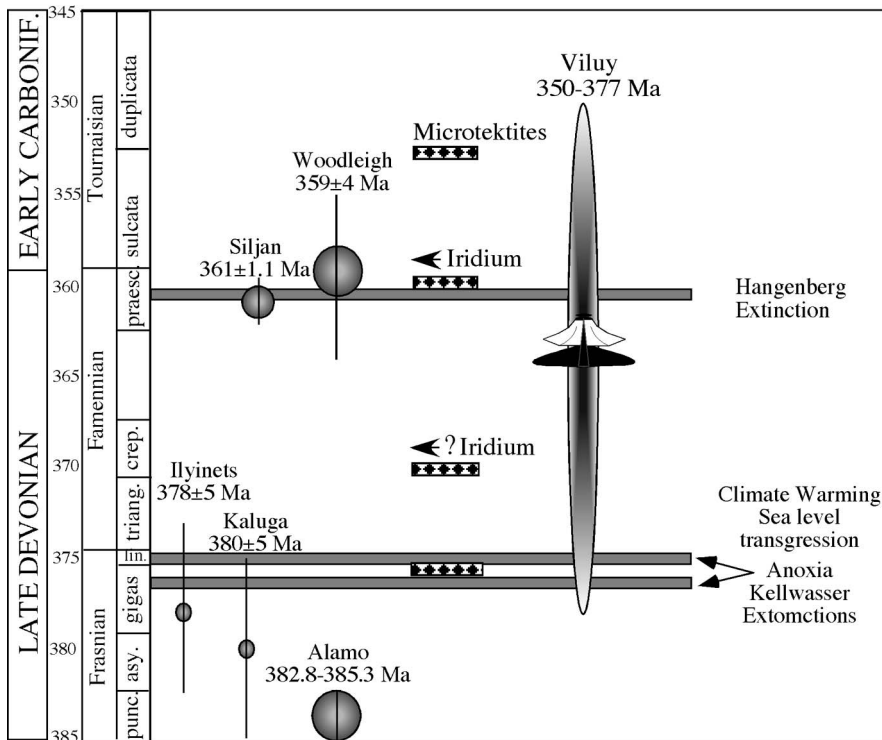 EARLY CARBONIF.
LATE DEVONIAN
345
350
355
360
365
370
375
380
385
Tournaisian
Famennian
Frasnian
duplicata
sulcata
praesc.
crep.
triang.
lin.
gigas
asy.
punc.
Viluy
350-377 Ma
Microtektites
Woodleigh
359±4 Ma
Siljan
361±1.1 Ma
Iridium
Hangenberg
Extinction
? Iridium
Ilyinets
378±5 Ma
Kaluga
380±5 Ma
Climate Warming
Sea level
transgression
Anoxia
Kellwasser
Extomctions
Alamo
382.8-385.3 Ma